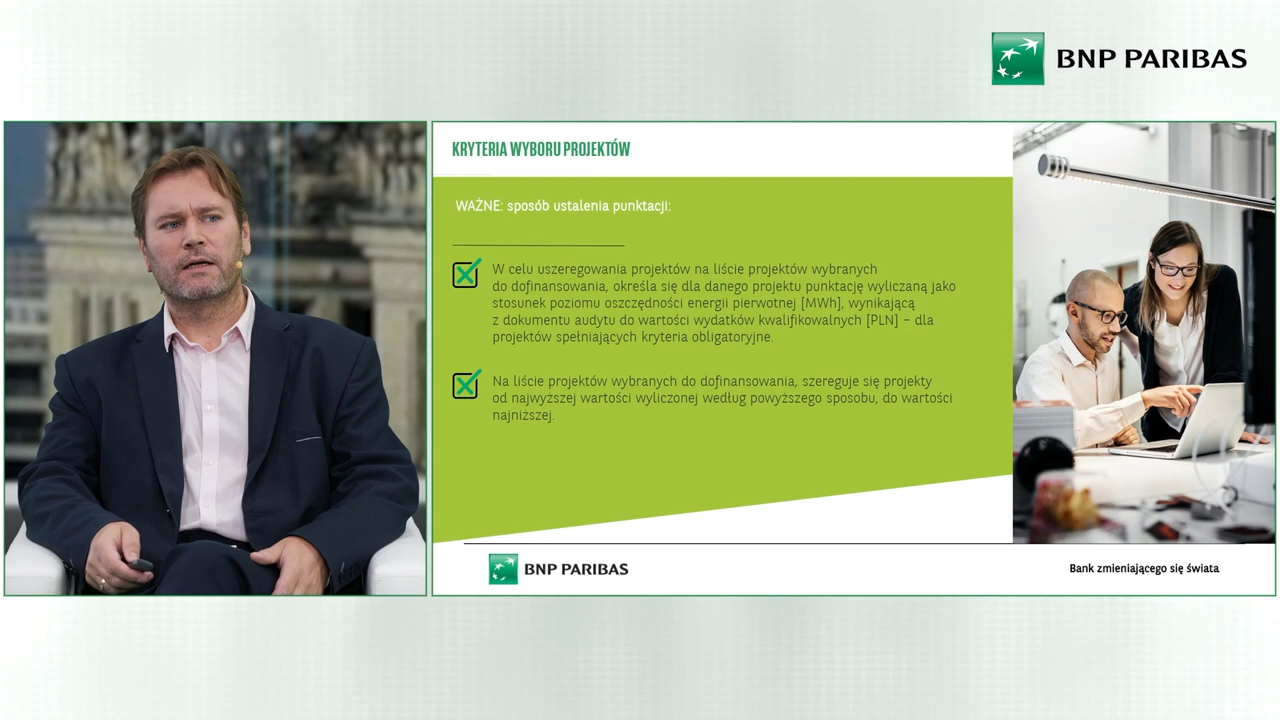 BNP PARIBAS
KRYTERIA WYBORU PROJEKTÓW
WAŻNE: sposób ustalenia punktacji:
W celu uszeregowania projektów na liście projektów wybranych
do dofinansowania, określa się dla danego projektu punktację wyliczaną jako
stosunek poziomu oszczędności energii pierwotnej [MWh], wynikającą
z dokumentu audytu do wartości wydatków kwalifikowalnych [PLN] – dla
projektów spełniających kryteria obligatoryjne.
Na liście projektów wybranych do dofinansowania, szereguje się projekty
od najwyższej wartości wyliczonej według powyższego sposobu, do wartości
najniższej.
BNP PARIBAS
Bank zmieniającego się świata